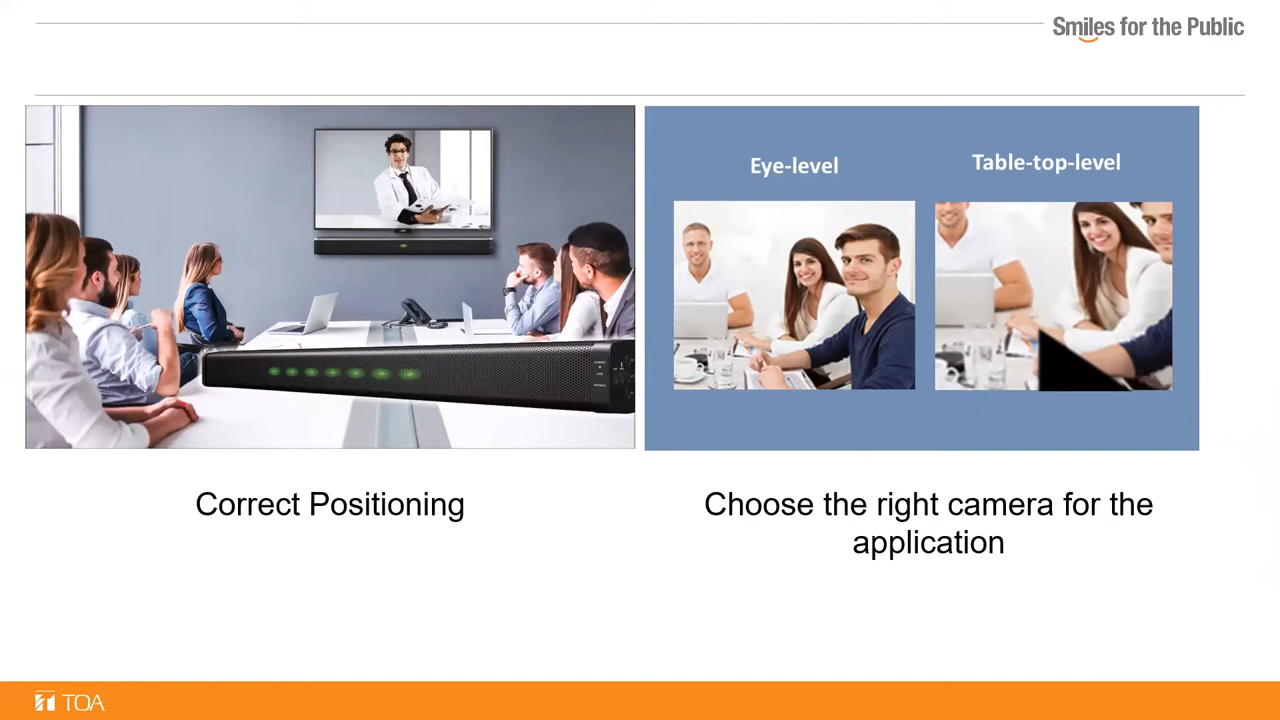 Smiles for the Public
Eye-level
Table-top-level
Correct Positioning
Choose the right camera for the
application
TOA